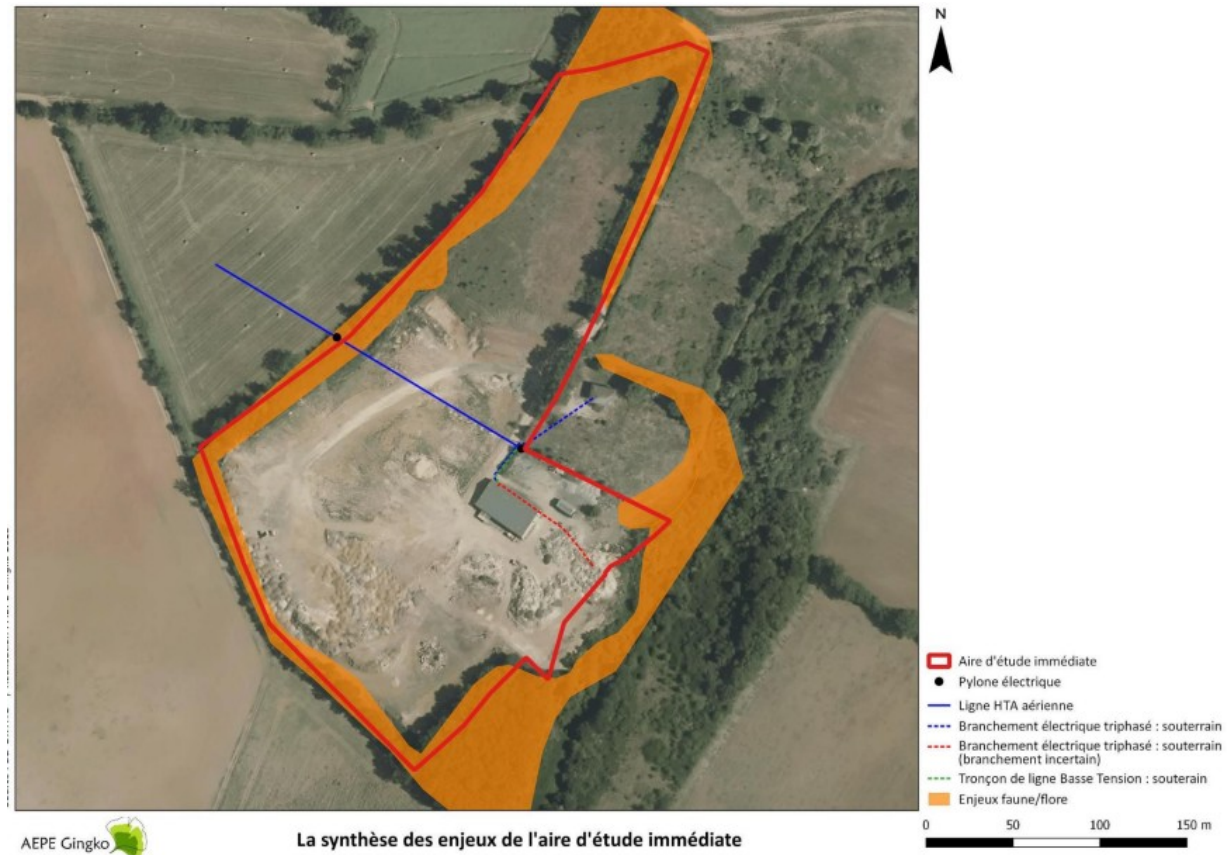 N
Aire d'étude immédiate
Pylone électrique
Ligne HTA aérienne
Branchement électrique triphasé : souterrain
Branchement électrique triphasé : souterrain
(branchement incertain)
Tronçon de ligne Basse Tension : souterain
Enjeux faune/flore
0 50 100 150 m
AEPE Gingko
La synthèse des enjeux de l'aire d'étude immédiate